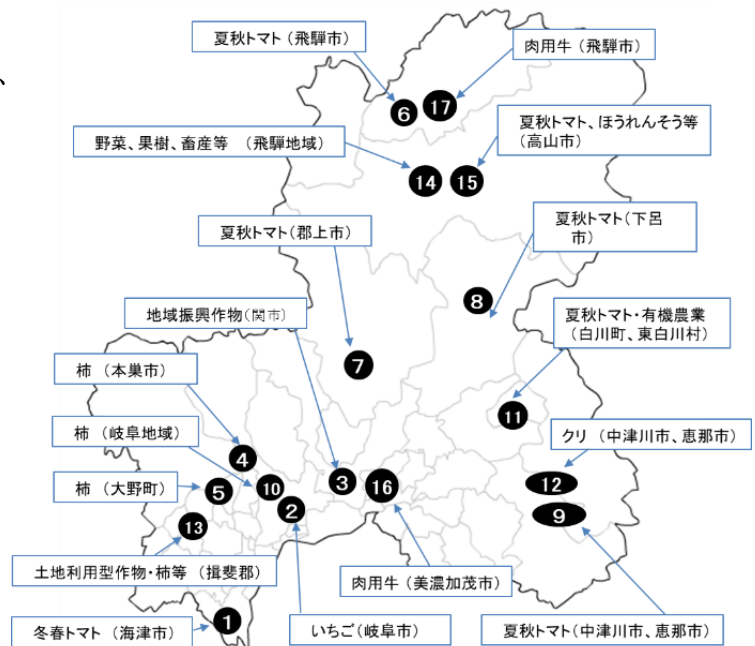 、
夏秋トマト（飛騨市）
肉用牛（飛騨市）
6
17
野菜、果樹、畜産等　（飛騨地域）
夏秋トマト、ほうれんそう等
（高山市）
14
15
夏秋トマト（郡上市）
夏秋トマト（下呂
市）
8
地域振興作物（関市）
夏秋トマト・有機農業
（白川町、東白川村）
7
柿　（本巣市）
11
柿　（岐阜地域）
クリ　（中津川市、恵那市）
4
柿　（大野町）
5
10
3
16
12
2
9
13
土地利用型作物・柿等　（揖斐郡）
肉用牛（美濃加茂市）
1
冬春トマト　（海津市）
いちご（岐阜市）
夏秋トマト（中津川市、恵那市）